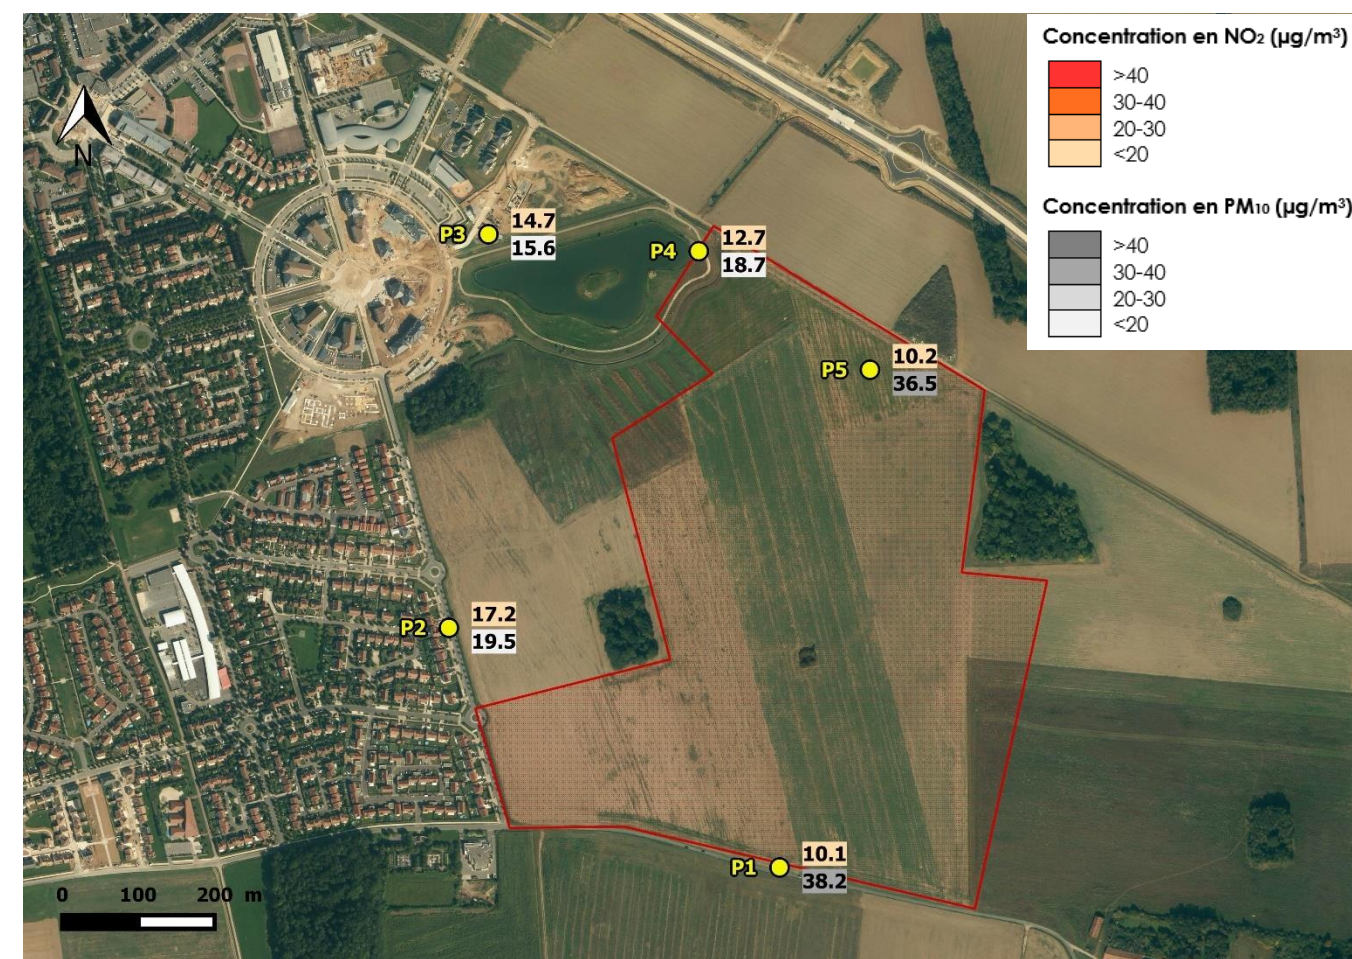 Concentration en NO₂ (µg/m³)
>40
30-40
20-30
<20
Concentration en PM₁₀ (µg/m³)
>40
30-40
20-30
<20
N
P3
14.7
15.6
P4
12.7
18.7
P5
10.2
36.5
P2
17.2
19.5
P1
10.1
38.2
0 100 200 m